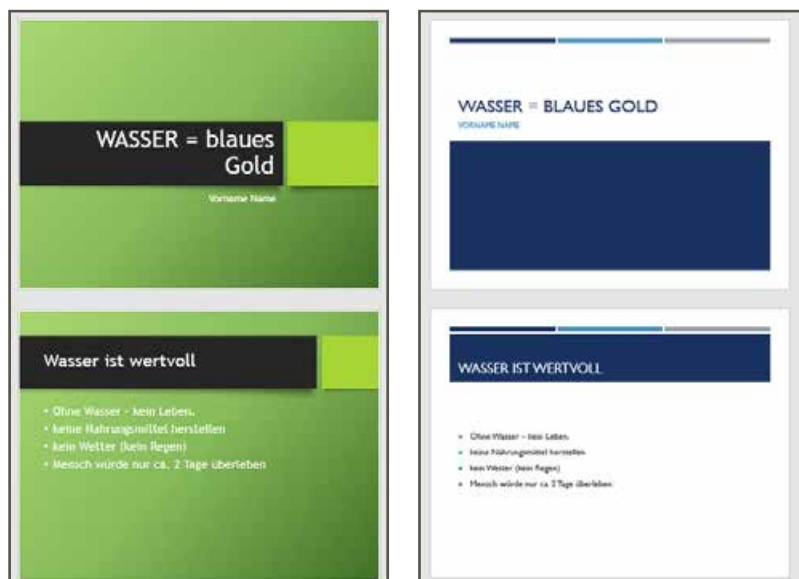 WASSER = blaues
Gold
Vorname Name
Wasser ist wertvoll
• Ohne Wasser – kein Leben.
• keine Nahrungsmittel herstellen
• kein Wetter (kein Regen)
• Mensch würde nur ca. 2 Tage überleben
WASSER = BLAUES GOLD
VORNAME NAME
WASSER IST WERTVOLL
Ohne Wasser – kein Leben.
keine Nahrungsmittel herstellen
kein Wetter (kein Regen)
Mensch würde nur ca. 2 Tage überleben